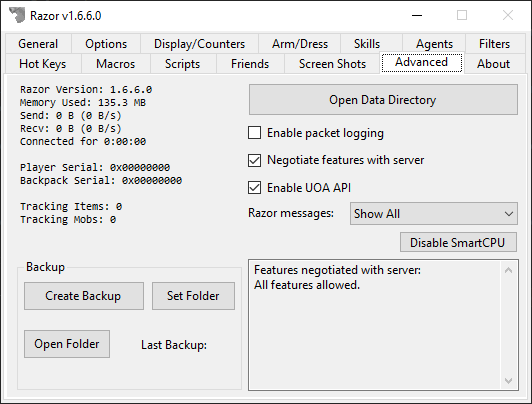 Razor v1.6.6.0
General Options Display/Counters Arm/Dress Skills Agents Filters
Hot Keys Macros Scripts Friends Screen Shots Advanced About
Razor Version: 1.6.6.0
Memory Used: 135.3 MB
Send: 0 B (0 B/s)
Recv: 0 B (0 B/s)
Connected for 0:00:00
Player Serial: 0x00000000
Backpack Serial: 0x00000000
Tracking Items: 0
Tracking Mobs: 0
Open Data Directory
Enable packet logging
Negotiate features with server
Enable UOA API
Razor messages: Show All
Disable SmartCPU
Backup
Create Backup Set Folder
Open Folder Last Backup:
Features negotiated with server:
All features allowed.